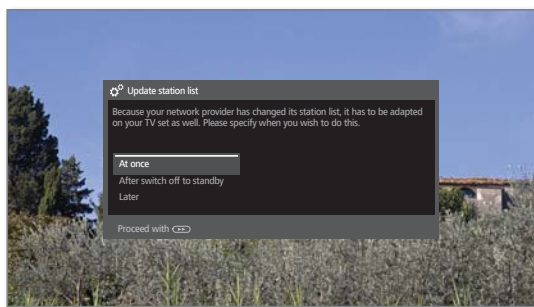 Update station list
Because your network provider has changed its station list, it has to be adapted
on your TV set as well. Please specify when you wish to do this.
At once
After switch off to standby
Later
Proceed with